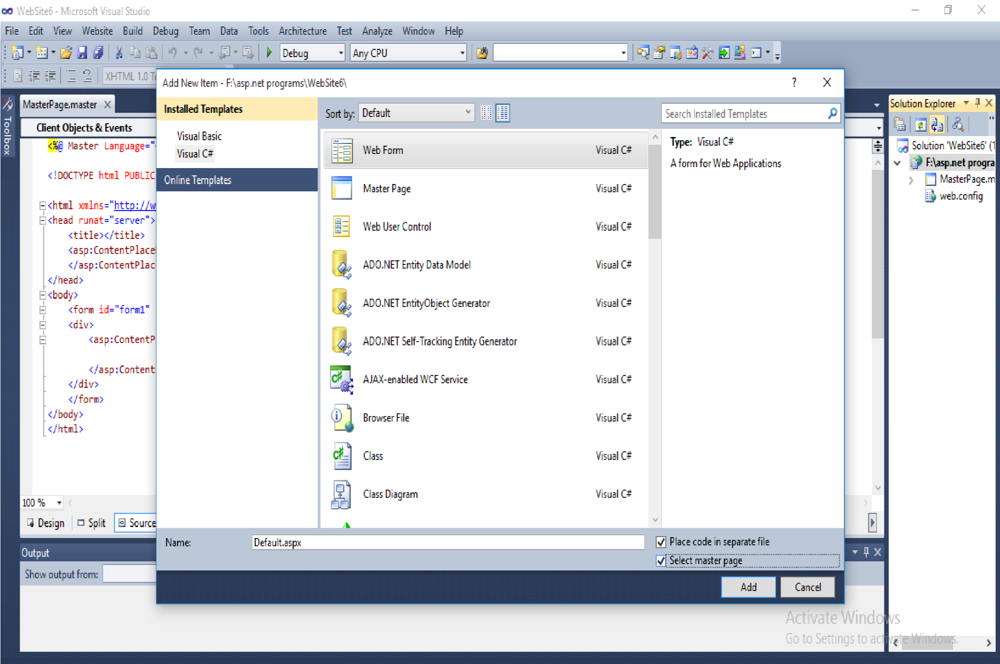 WebSite6 - Microsoft Visual Studio
File Edit View Website Build Debug Team Data Tools Architecture Test Analyze Window Help
Debug Any CPU
XHTML 1.0
Add New Item - F:\asp.net programs\WebSite6\
Toolbox
MasterPage.master
Client Objects & Events
<%@ Master Language="
<!DOCTYPE html PUBLIC
<html xmlns="http://w
<head runat="server">
<title></title>
<asp:ContentPlace
</asp:ContentPlac
</head>
<body>
<form id="form1"
<div>
<asp:ContentP
</asp:Content
</div>
</form>
</body>
</html>
100 %
Design Split Source
Output
Show output from:
Installed Templates
Visual Basic
Visual C#
Online Templates
Sort by: Default
Search Installed Templates
Web Form Visual C#
Master Page Visual C#
Web User Control Visual C#
ADO.NET Entity Data Model Visual C#
ADO.NET EntityObject Generator Visual C#
ADO.NET Self-Tracking Entity Generator Visual C#
AJAX-enabled WCF Service Visual C#
Browser File Visual C#
Class Visual C#
Class Diagram Visual C#
Type: Visual C#
A form for Web Applications
Name: Default.aspx
Place code in separate file
Select master page
Add Cancel
Solution Explorer
Solution 'WebSite6' (1
F:\asp.net progra
MasterPage.m
web.config
Activate Windows
Go to Settings to activate Windows.